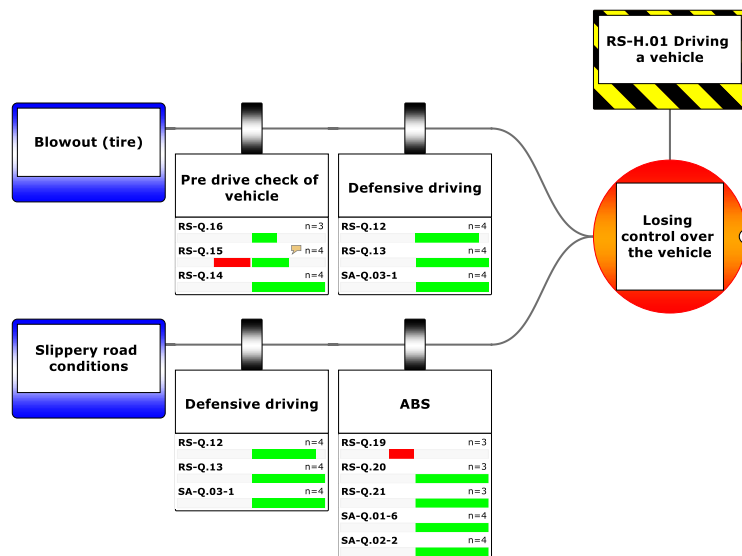 RS-H.01 Driving
a vehicle
Blowout (tire)
Pre drive check of
vehicle
RS-Q.16 n=3
RS-Q.15 n=4
RS-Q.14 n=4
Defensive driving
RS-Q.12 n=4
RS-Q.13 n=4
SA-Q.03-1 n=4
Losing
control over
the vehicle
Slippery road
conditions
Defensive driving
RS-Q.12 n=4
RS-Q.13 n=4
SA-Q.03-1 n=4
ABS
RS-Q.19 n=3
RS-Q.20 n=3
RS-Q.21 n=3
SA-Q.01-6 n=4
SA-Q.02-2 n=4